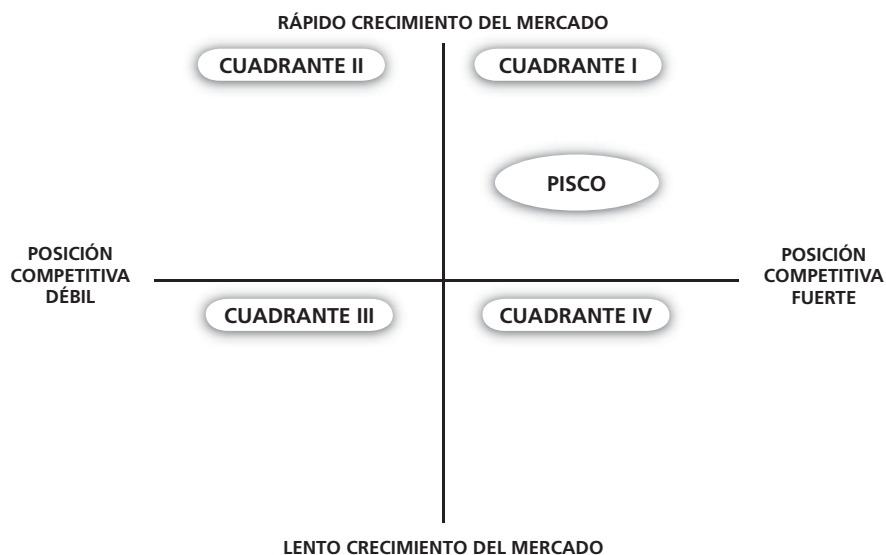 RÁPIDO CRECIMIENTO DEL MERCADO
CUADRANTE II
CUADRANTE I
PISCO
POSICIÓN
COMPETITIVA
DÉBIL
POSICIÓN
COMPETITIVA
FUERTE
CUADRANTE III
CUADRANTE IV
LENTO CRECIMIENTO DEL MERCADO